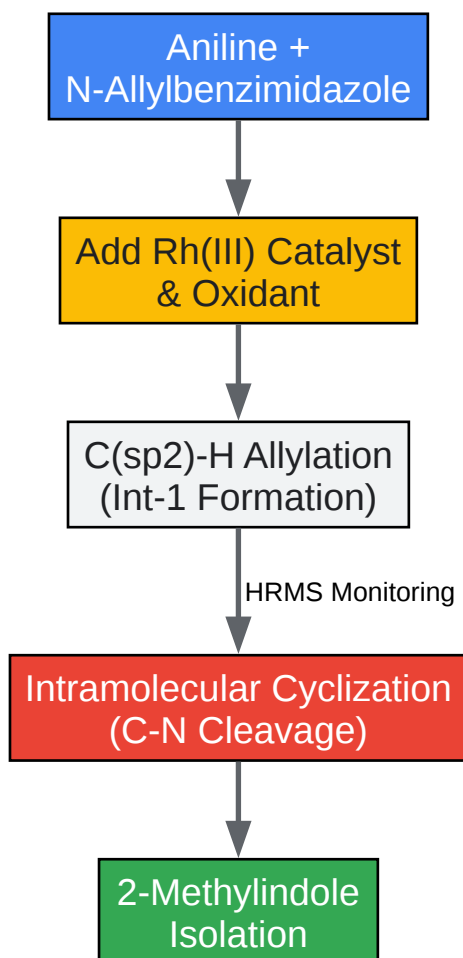 Aniline +
N-Allylbenzimidazole
Add Rh(III) Catalyst
& Oxidant
C(sp2)-H Allylation
(Int-1 Formation)
HRMS Monitoring
Intramolecular Cyclization
(C-N Cleavage)
2-Methylindole
Isolation